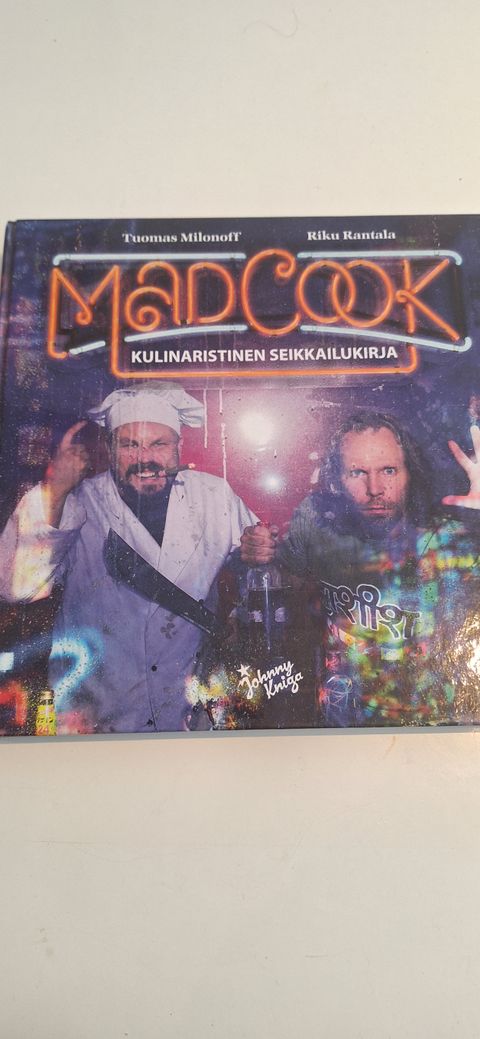 Tuomas Milonoff Riku Rantala
MADCOOK
KULINARISTINEN SEIKKAILUKIRJA
Johnny
Kniga